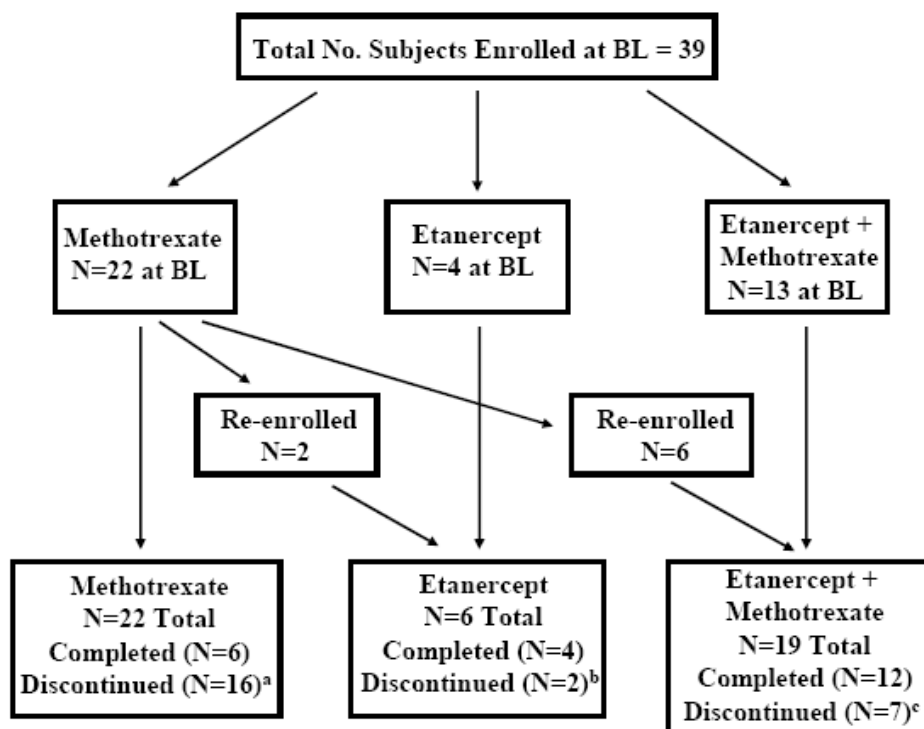 Total No. Subjects Enrolled at BL = 39
Methotrexate
N=22 at BL
Etanercept
N=4 at BL
Etanercept +
Methotrexate
N=13 at BL
Re-enrolled
N=2
Re-enrolled
N=6
Methotrexate
N=22 Total
Completed (N=6)
Discontinued (N=16)ᵃ
Etanercept
N=6 Total
Completed (N=4)
Discontinued (N=2)ᵇ
Etanercept +
Methotrexate
N=19 Total
Completed (N=12)
Discontinued (N=7)ᶜ